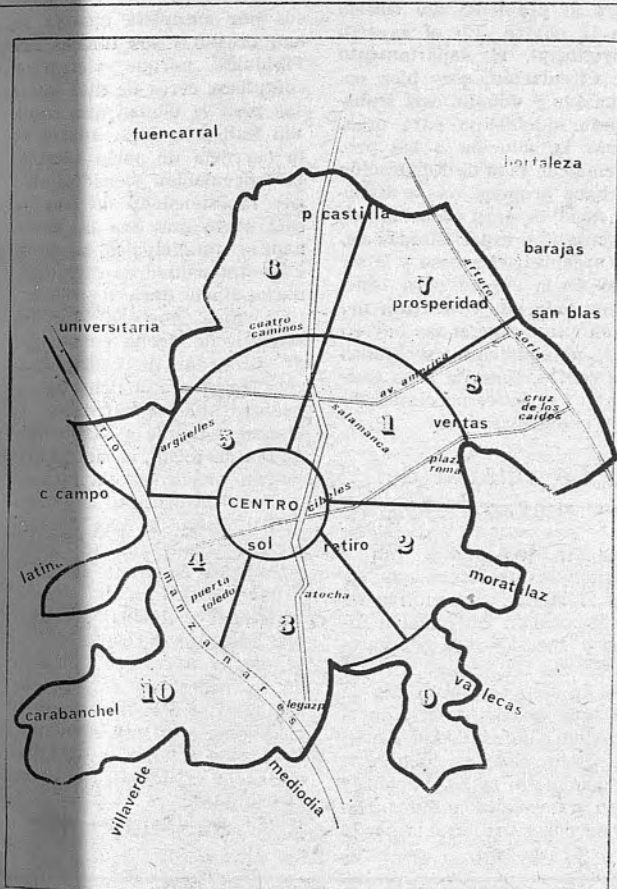 fuencarral
hortaleza
p castilla
barajas
6
7
arturo
soria
prosperidad
san blas
universitaria
cuatro
caminos
av. america
8
cruz
de los
caidos
salamanca
1
ventas
argüelles
5
plaza
roma
rio
c campo
CENTRO
cibeles
sol
retiro
2
4
latina
puerta
toledo
manzanares
atocha
moratalaz
3
10
legazpi
9
vallecas
carabanchel
villaverde
mediodia